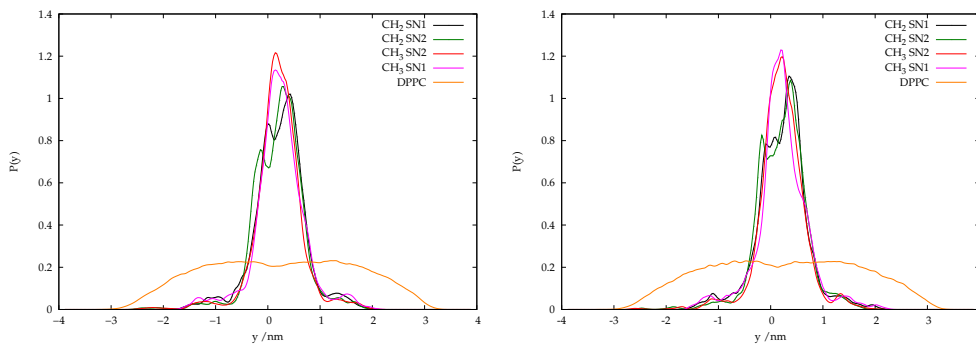 1.4
1.2
1
0.8
0.6
0.4
0.2
0
P(y)
-4 -3 -2 -1 0 1 2 3 4
y /nm
CH2 SN1
CH2 SN2
CH3 SN2
CH3 SN1
DPPC
1.4
1.2
1
0.8
0.6
0.4
0.2
0
P(y)
-4 -3 -2 -1 0 1 2 3
y /nm
CH2 SN1
CH2 SN2
CH3 SN2
CH3 SN1
DPPC